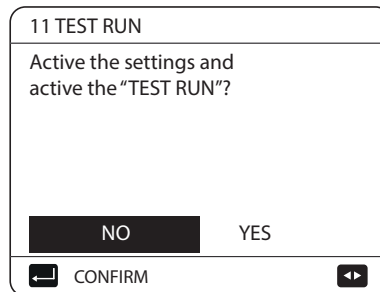 11 TEST RUN
Active the settings and
active the “TEST RUN”?
NO YES
CONFIRM